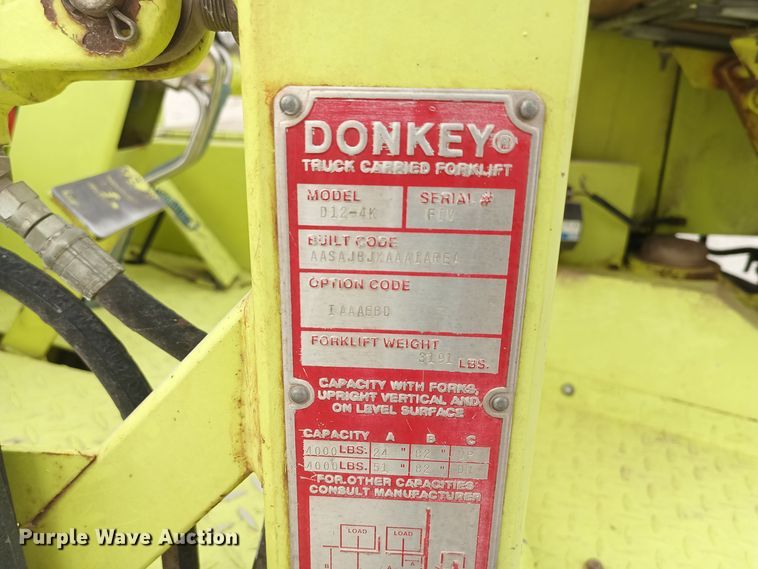 DONKEY ®
TRUCK CARRIED FORKLIFT
MODEL SERIAL #
D12-4K
BUILT CODE
OPTION CODE
FORKLIFT WEIGHT
LBS.
CAPACITY WITH FORKS,
UPRIGHT VERTICAL AND
ON LEVEL SURFACE
CAPACITY A B C
4000 LBS. 24 "
4000 LBS. 51 " 82 "
FOR OTHER CAPACITIES
CONSULT MANUFACTURER
LOAD LOAD
B A
Purple Wave Auction